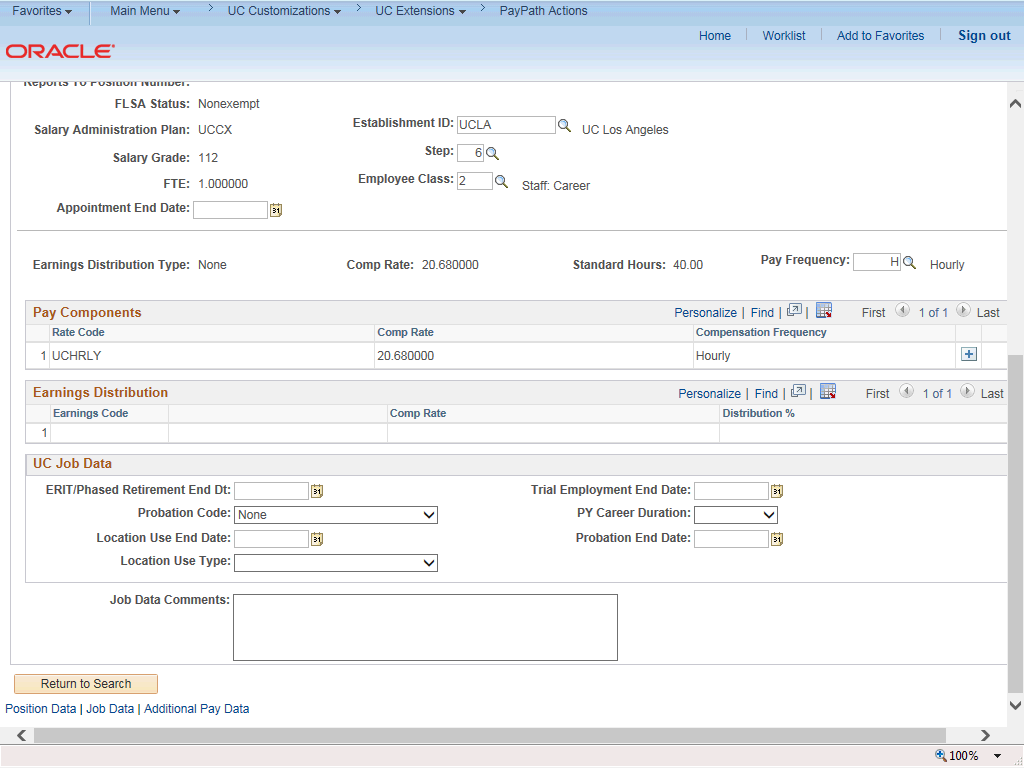 Favorites Main Menu > UC Customizations > UC Extensions > PayPath Actions
Home Worklist Add to Favorites Sign out
ORACLE
Reports To Position Number:
FLSA Status: Nonexempt
Salary Administration Plan: UCCX Establishment ID: UCLA UC Los Angeles
Salary Grade: 112 Step: 6
FTE: 1.000000 Employee Class: 2 Staff: Career
Appointment End Date:
Earnings Distribution Type: None Comp Rate: 20.680000 Standard Hours: 40.00 Pay Frequency: H Hourly
Pay Components Personalize | Find | | First 1 of 1 Last
Rate Code Comp Rate Compensation Frequency
1 UCHRLY 20.680000 Hourly
Earnings Distribution Personalize | Find | | First 1 of 1 Last
Earnings Code Comp Rate Distribution %
1
UC Job Data
ERIT/Phased Retirement End Dt: Trial Employment End Date:
Probation Code: None PY Career Duration:
Location Use End Date: Probation End Date:
Location Use Type:
Job Data Comments:
Return to Search
Position Data | Job Data | Additional Pay Data
100%